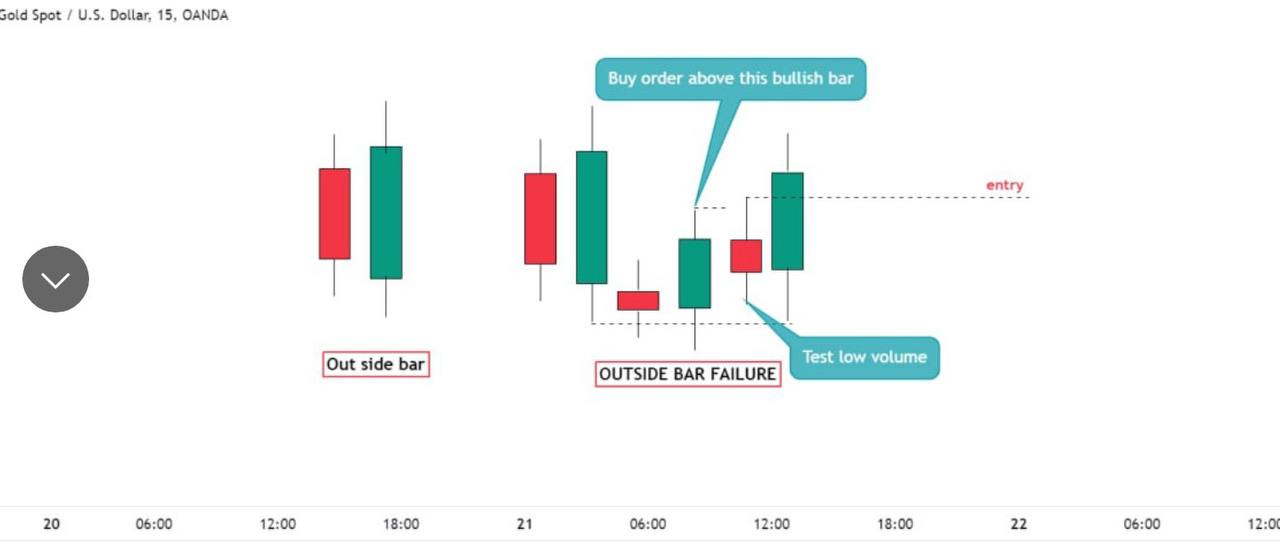 Gold Spot / U.S. Dollar, 15, OANDA
Buy order above this bullish bar
entry
Test low volume
Out side bar
OUTSIDE BAR FAILURE
20 06:00 12:00 18:00 21 06:00 12:00 18:00 22 06:00 12:00